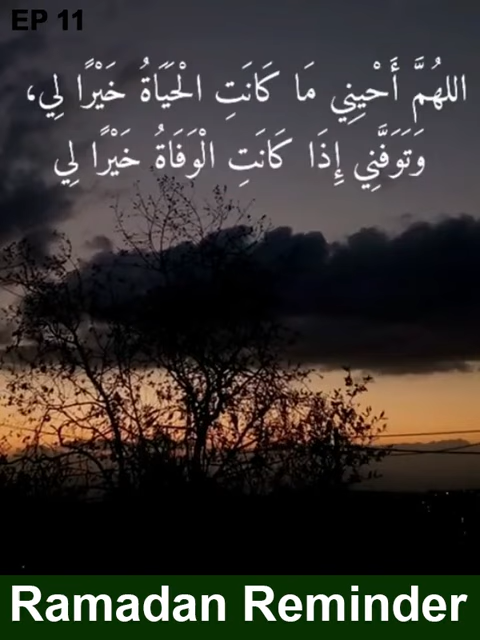 EP 11
اللهُمَّ أَحْيِنِي مَا كَانَتِ الْحَيَاةُ خَيْرًا لِي،
وَتَوَفَّنِي إِذَا كَانَتِ الْوَفَاةُ خَيْرًا لِي
Ramadan Reminder